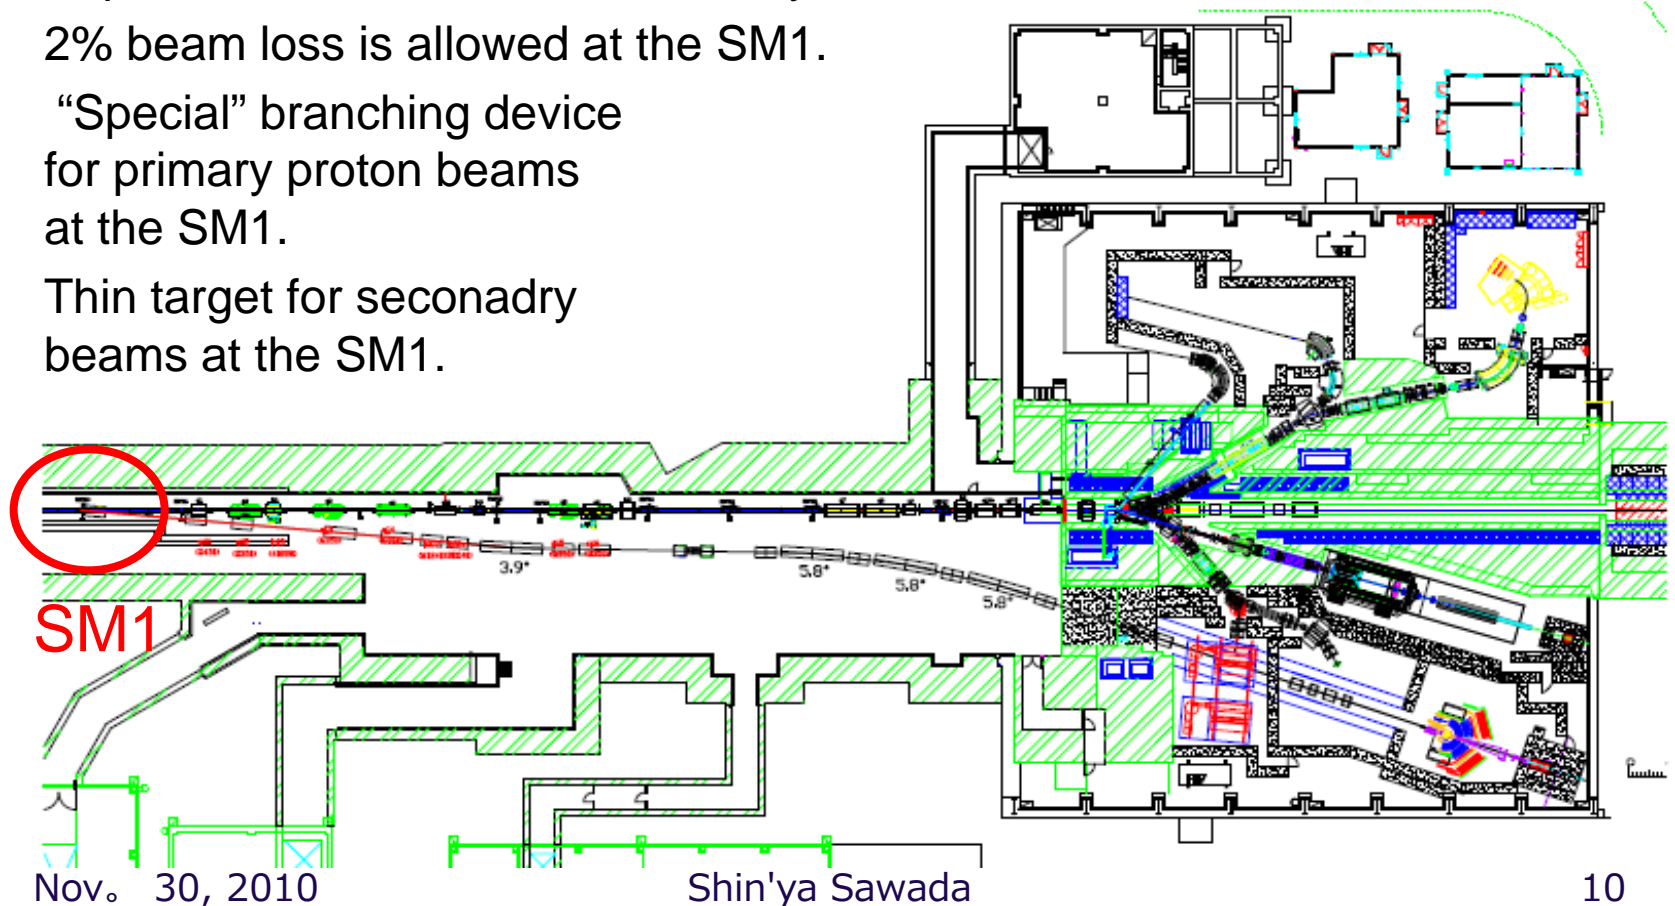 2% beam loss is allowed at the SM1.
“Special” branching device
for primary proton beams
at the SM1.
Thin target for seconadry
beams at the SM1.
3.9°
5.8°
5.8°
5.8°
SM1
Nov。 30, 2010
Shin'ya Sawada
10